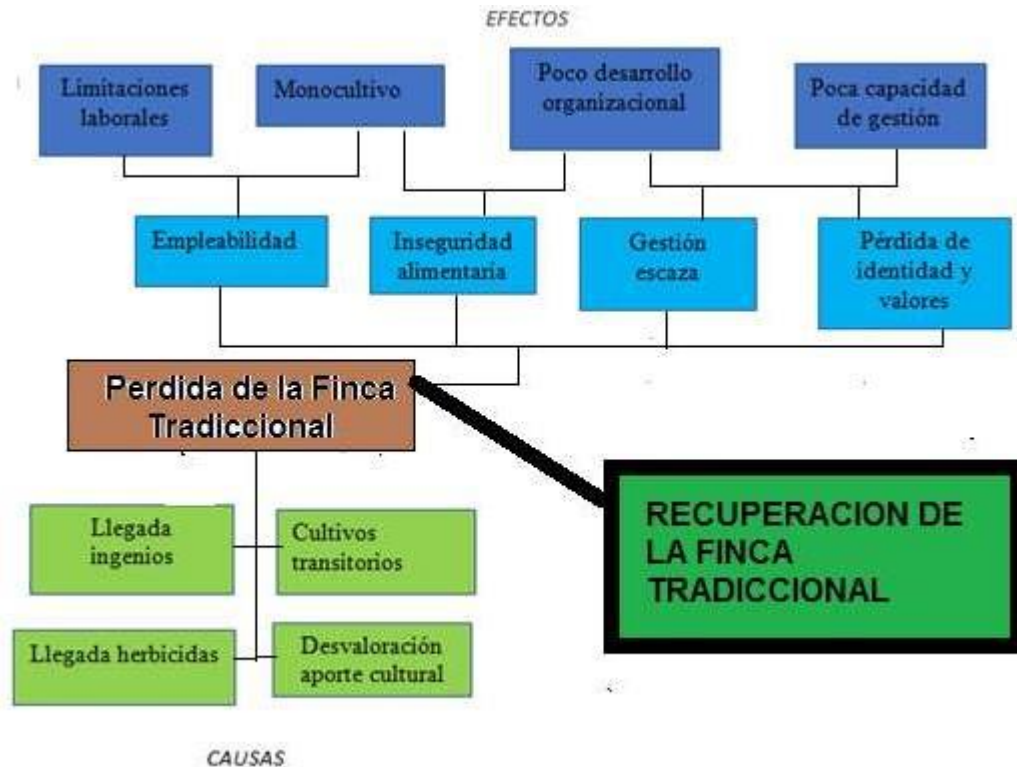 EFECTOS
Limitaciones
laborales
Monocultivo
Poco desarrollo
organizacional
Poca capacidad
de gestión
Empleabilidad
Inseguridad
alimentaria
Gestión
escaza
Pérdida de
identidad y
valores
Perdida de la Finca
Tradiccional
RECUPERACION DE
LA FINCA
TRADICCIONAL
Llegada
ingenios
Cultivos
transitorios
Llegada herbicidas
Desvaloración
aporte cultural
CAUSAS